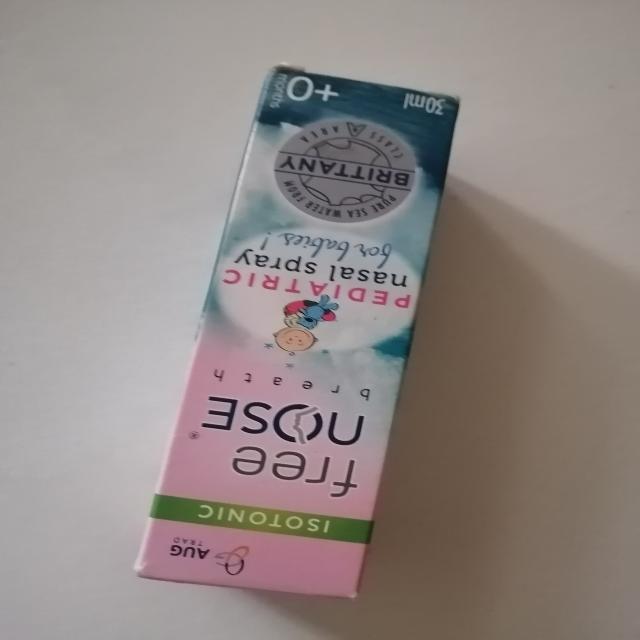 AUG
TRAD
ISOTONIC
free
nOSE®
breath
PEDIATRIC
nasal spray
for babies!
PURE SEA WATER FROM
BRITTANY
CLASS A AREA
30ml
+0
months